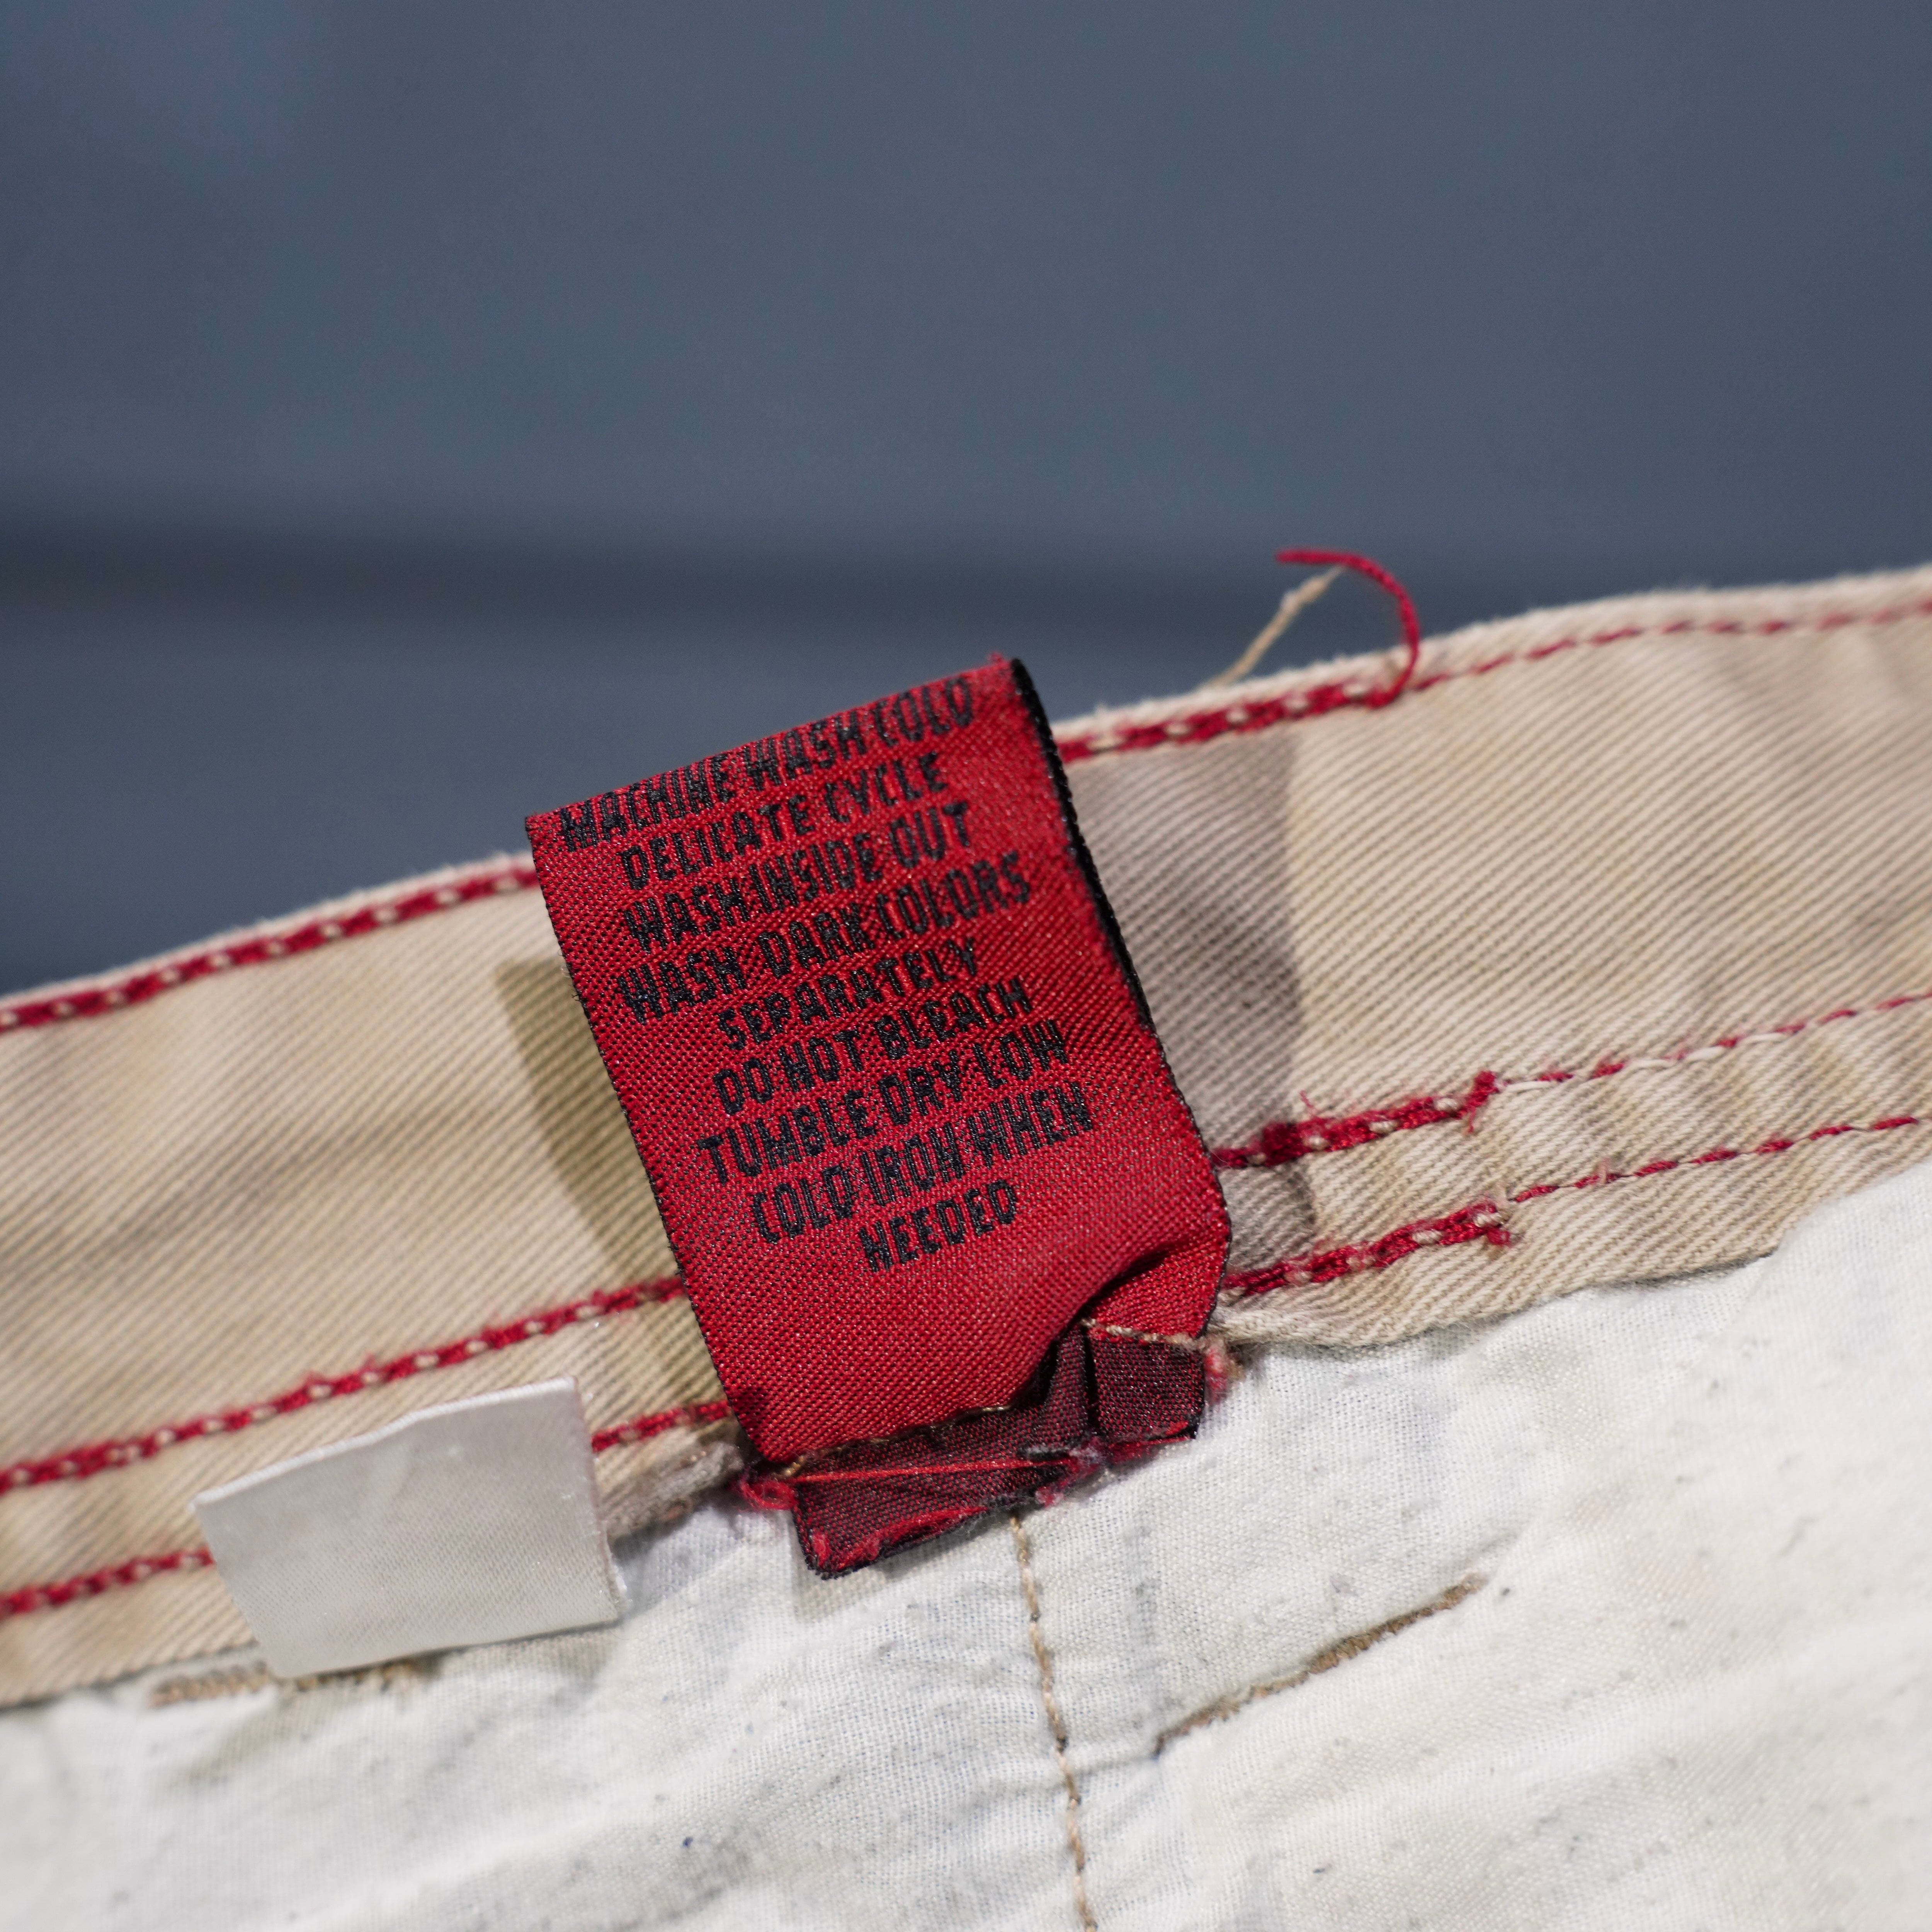 MACHINE WASH COLD
DELICATE CYCLE
WASH INSIDE OUT
WASH DARK COLORS
SEPARATELY
DO NOT BLEACH
TUMBLE DRY LOW
COLD IRON WHEN
NEEDED